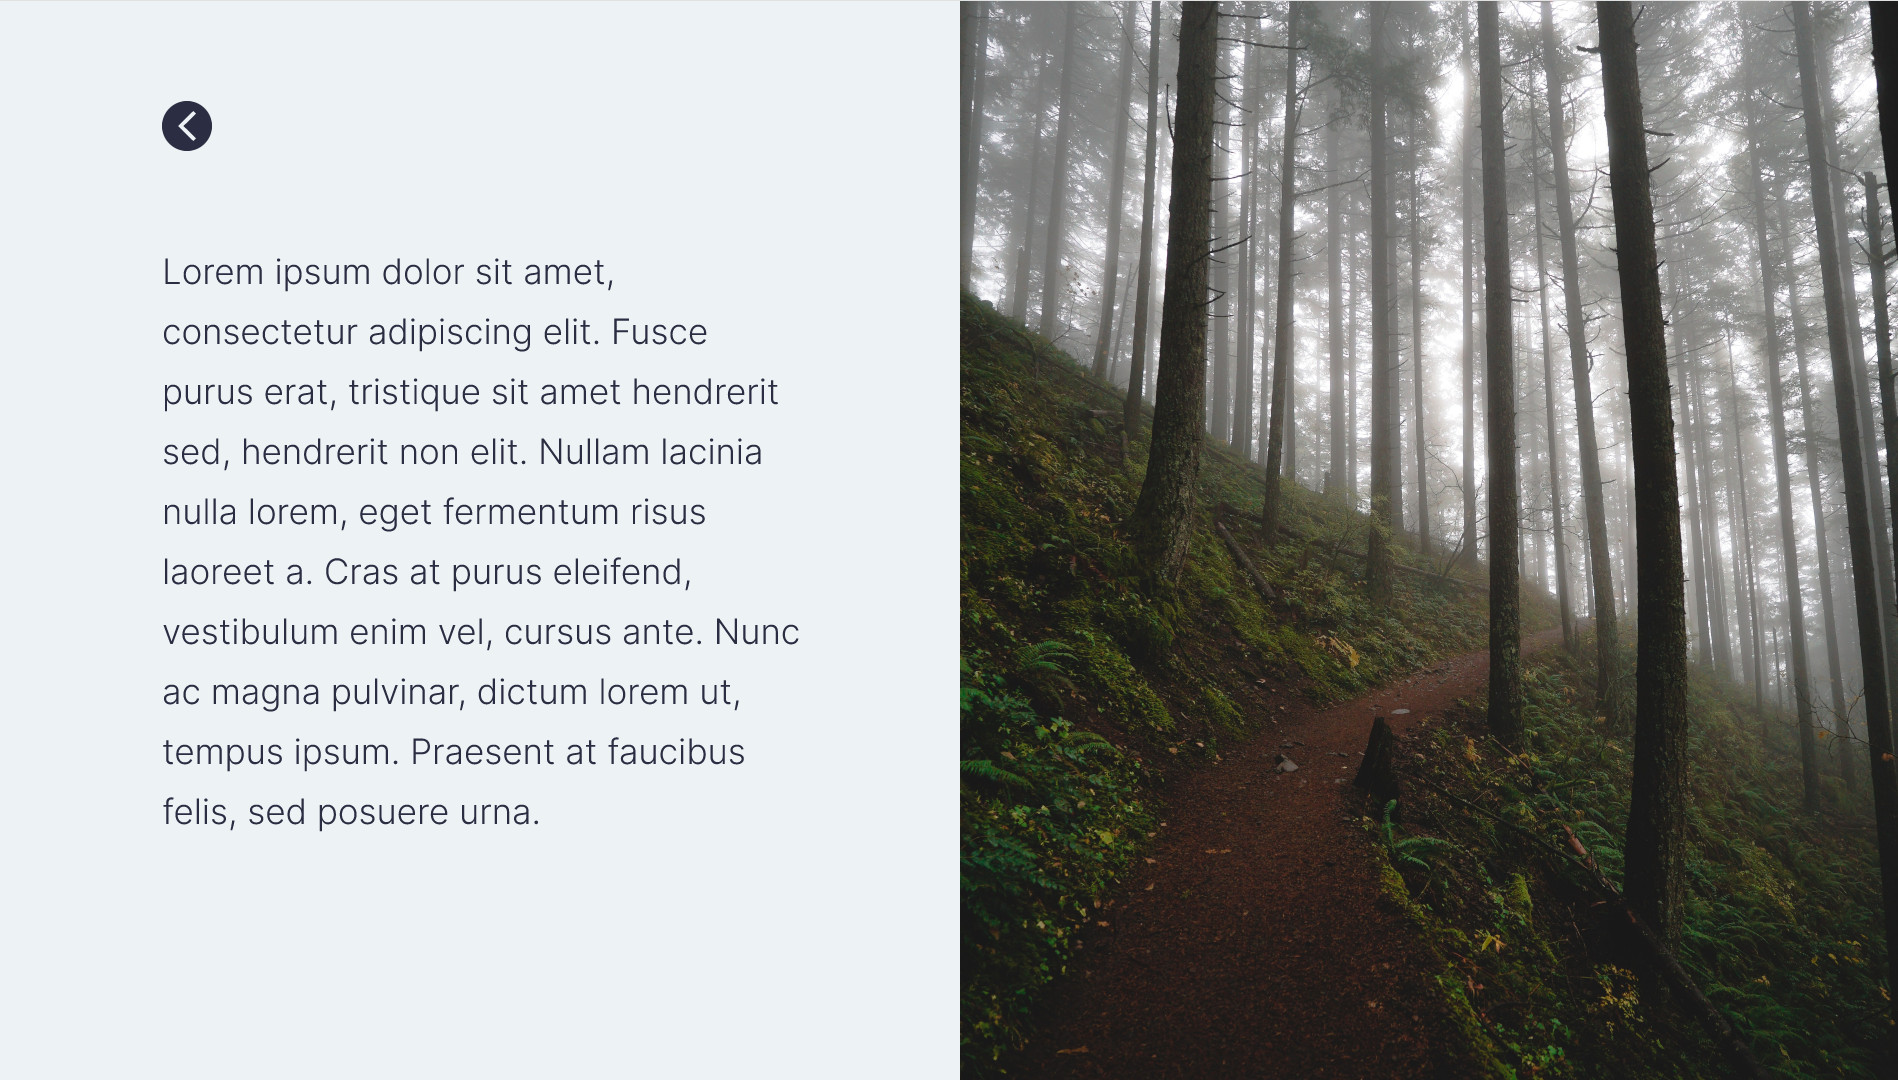 Lorem ipsum dolor sit amet,
consectetur adipiscing elit. Fusce
purus erat, tristique sit amet hendrerit
sed, hendrerit non elit. Nullam lacinia
nulla lorem, eget fermentum risus
laoreet a. Cras at purus eleifend,
vestibulum enim vel, cursus ante. Nunc
ac magna pulvinar, dictum lorem ut,
tempus ipsum. Praesent at faucibus
felis, sed posuere urna.